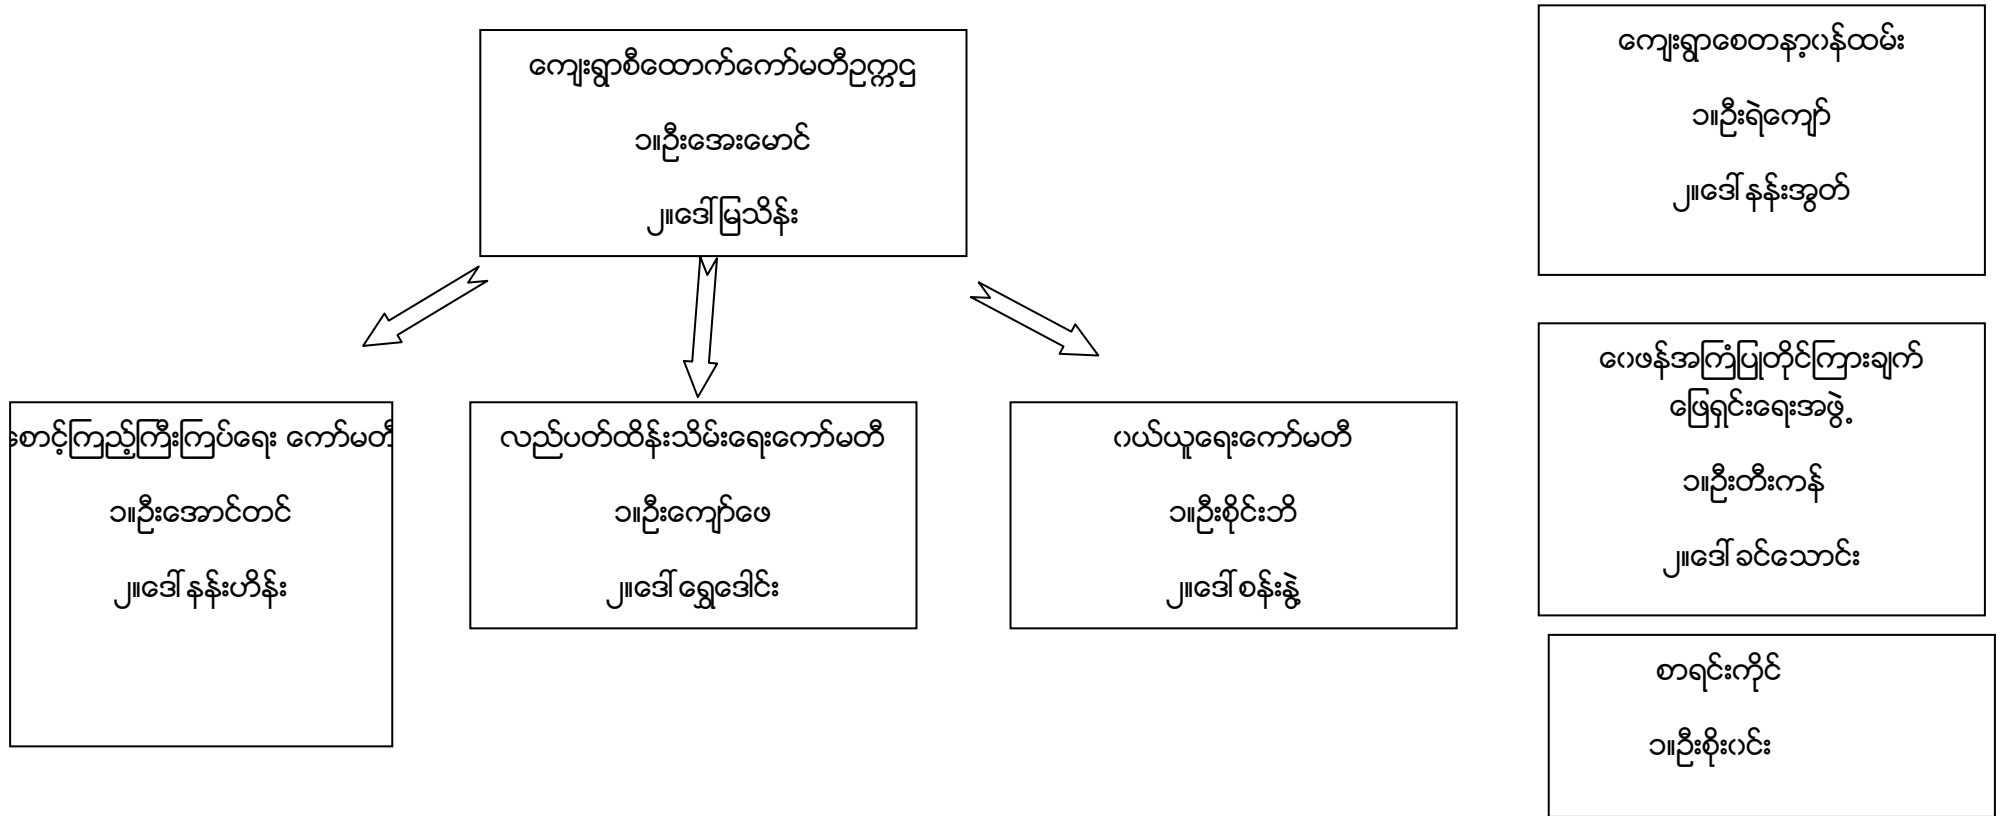 ကျေးရွာစီထောက်ကော်မတီဥက္ကဌ
၁။ဦးအေးမောင်
၂။ဒေါ်မြသိန်း
စောင့်ကြည့်ကြီးကြပ်ရေး ကော်မတီ
၁။ဦးအောင်တင်
၂။ဒေါ်နန်းဟိန်း
လည်ပတ်ထိန်းသိမ်းရေးကော်မတီ
၁။ဦးကျော်ဖေ
၂။ဒေါ်ရွှေဒေါင်း
ဝယ်ယူရေးကော်မတီ
၁။ဦးစိုင်းဘိ
၂။ဒေါ်စန်းနွဲ့
ကျေးရွာစေတနာ့ဝန်ထမ်း
၁။ဦးရဲကျော်
၂။ဒေါ်နန်းအွတ်
ဝေဖန်အကြံပြုတိုင်ကြားချက်
ဖြေရှင်းရေးအဖွဲ့
၁။ဦးတီးကန်
၂။ဒေါ်ခင်သောင်း
စာရင်းကိုင်
၁။ဦးစိုးဝင်း